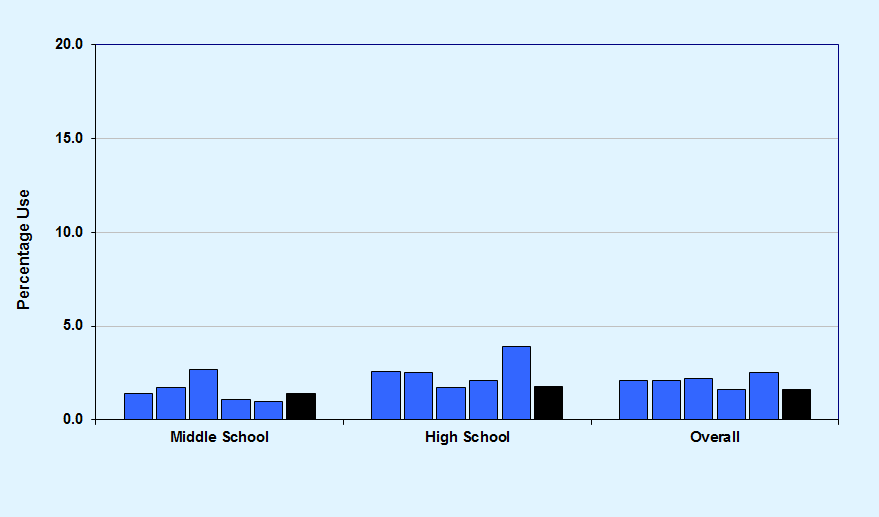 20.0
15.0
10.0
5.0
0.0
Percentage Use
Middle School
High School
Overall